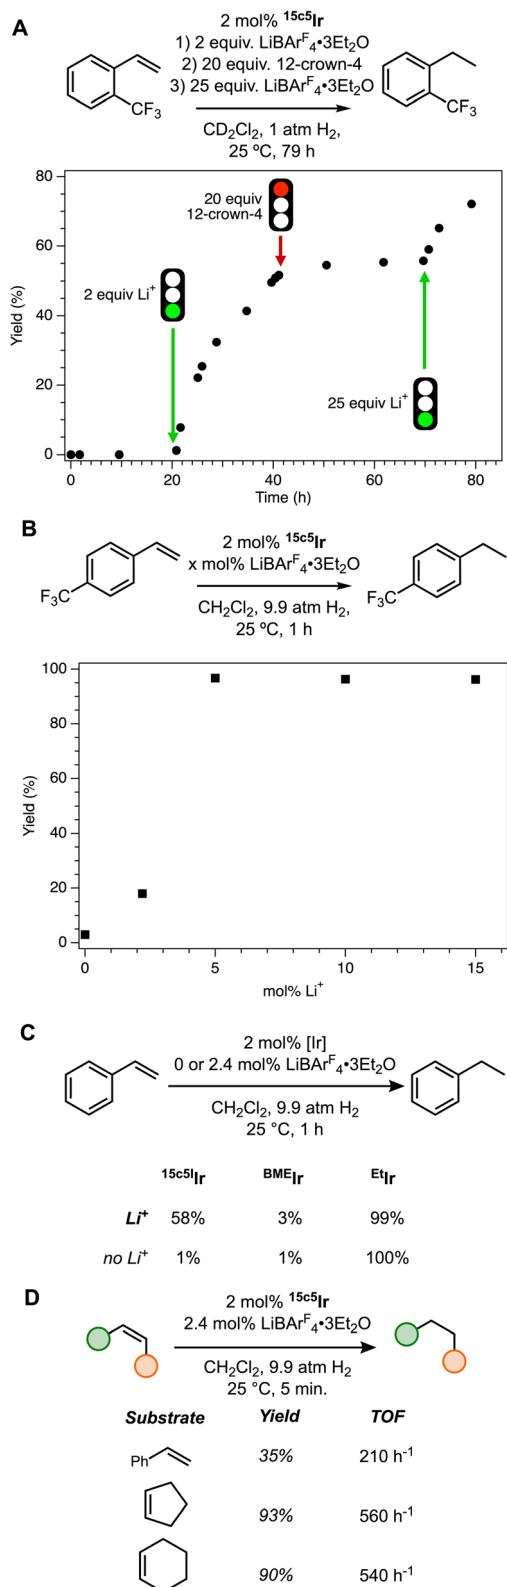 A
2 mol% 15c5Ir
1) 2 equiv. LiBArF4•3Et2O
2) 20 equiv. 12-crown-4
3) 25 equiv. LiBArF4•3Et2O
CF3
CF3
CD2Cl2, 1 atm H2,
25 ºC, 79 h
80
60
40
20
0
Yield (%)
20 equiv
12-crown-4
2 equiv Li+
25 equiv Li+
0 20 40 60 80
Time (h)
B
2 mol% 15c5Ir
x mol% LiBArF4•3Et2O
F3C
F3C
CH2Cl2, 9.9 atm H2,
25 ºC, 1 h
100
80
60
40
20
0
Yield (%)
0 5 10 15
mol% Li+
C
2 mol% [Ir]
0 or 2.4 mol% LiBArF4•3Et2O
CH2Cl2, 9.9 atm H2
25 °C, 1 h
15c5IIr BMEIr EtIr
Li+ 58% 3% 99%
no Li+ 1% 1% 100%
D
2 mol% 15c5Ir
2.4 mol% LiBArF4•3Et2O
CH2Cl2, 9.9 atm H2
25 °C, 5 min.
Substrate Yield TOF
Ph 35% 210 h-1
93% 560 h-1
90% 540 h-1